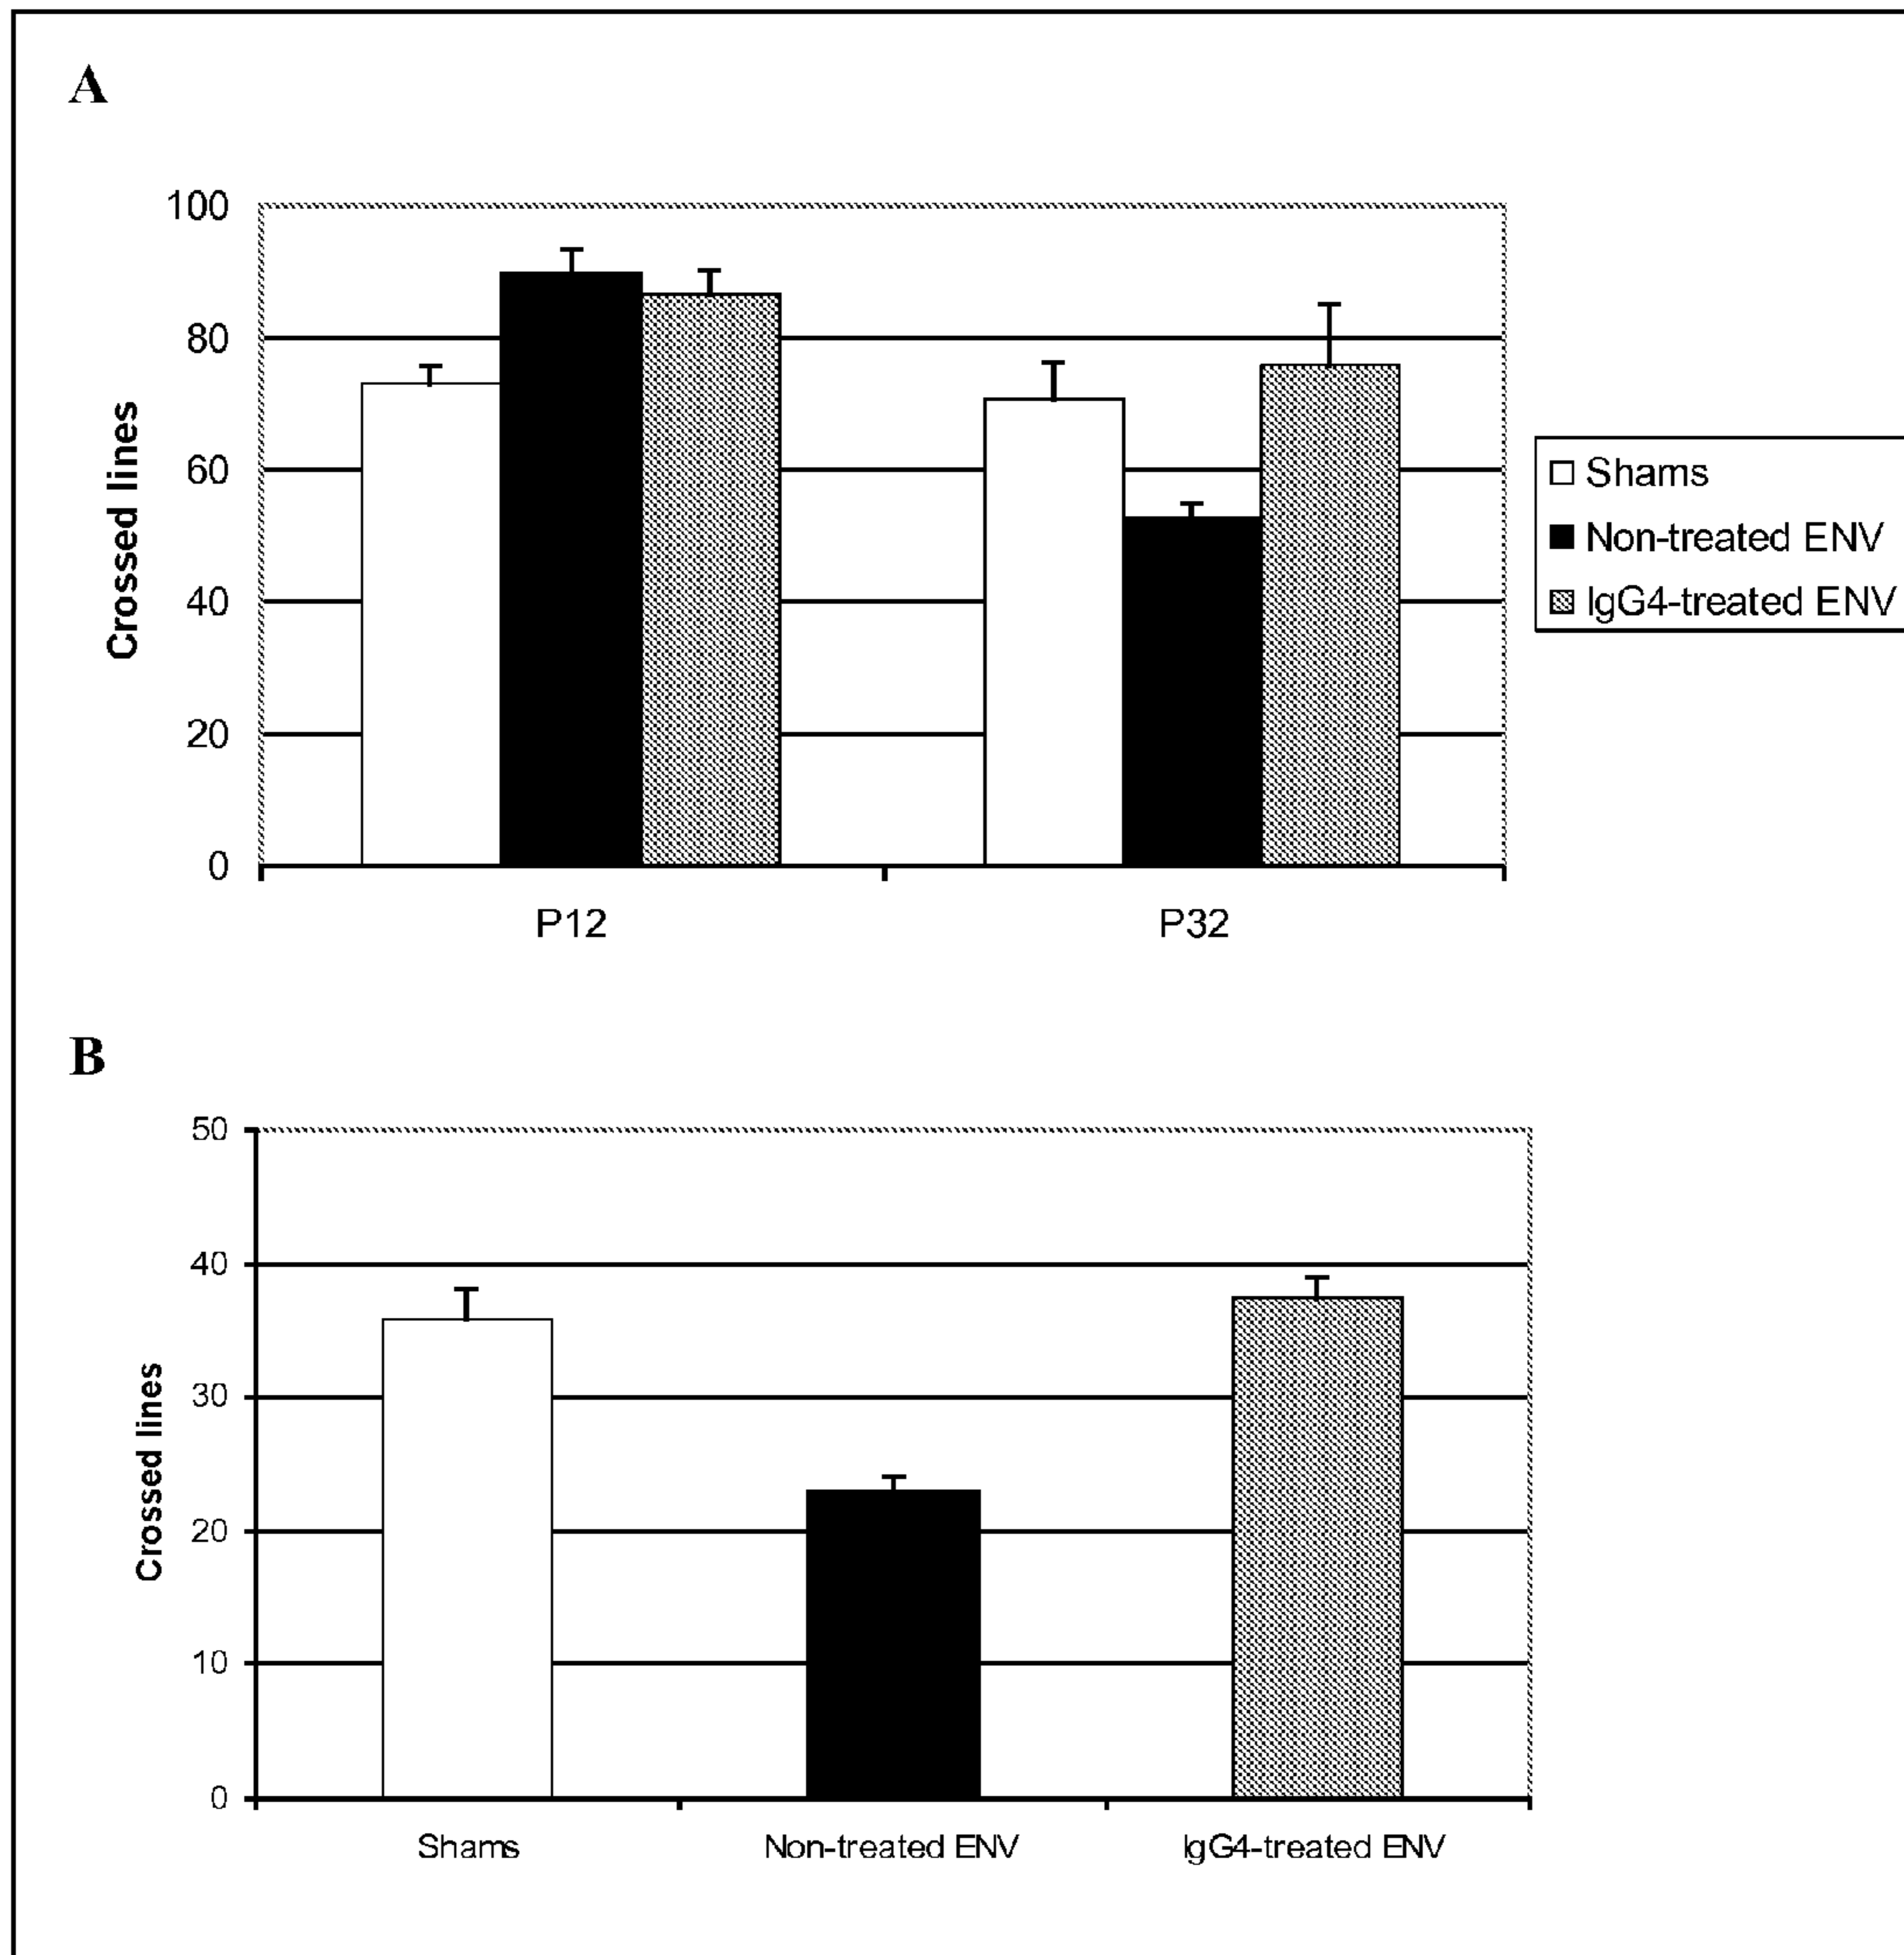 A
100
80
60
40
20
0
Crossed lines
P12 P32
Shams
Non-treated ENV
IgG4-treated ENV
B
50
40
30
20
10
0
Crossed lines
Shams Non-treated ENV IgG4-treated ENV